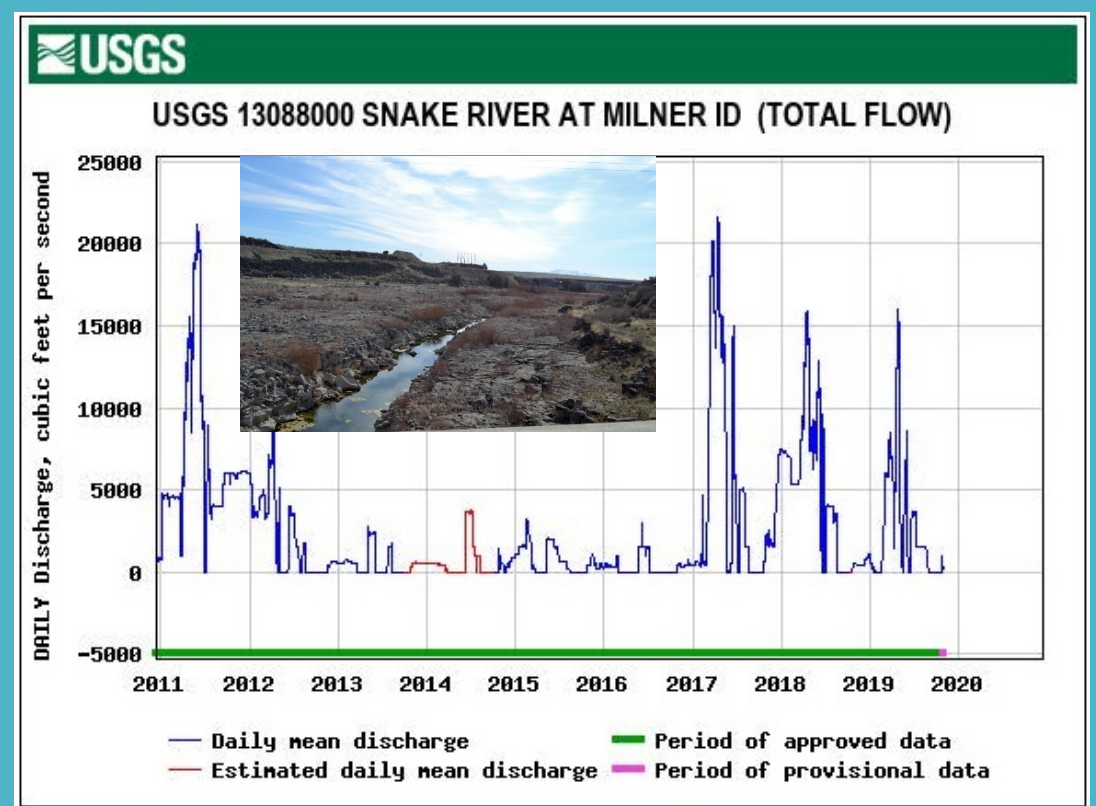 USGS
USGS 13088000 SNAKE RIVER AT MILNER ID (TOTAL FLOW)
DAILY Discharge, cubic feet per second
25000
20000
15000
10000
5000
0
-5000
2011 2012 2013 2014 2015 2016 2017 2018 2019 2020
Daily mean discharge
Estimated daily mean discharge
Period of approved data
Period of provisional data